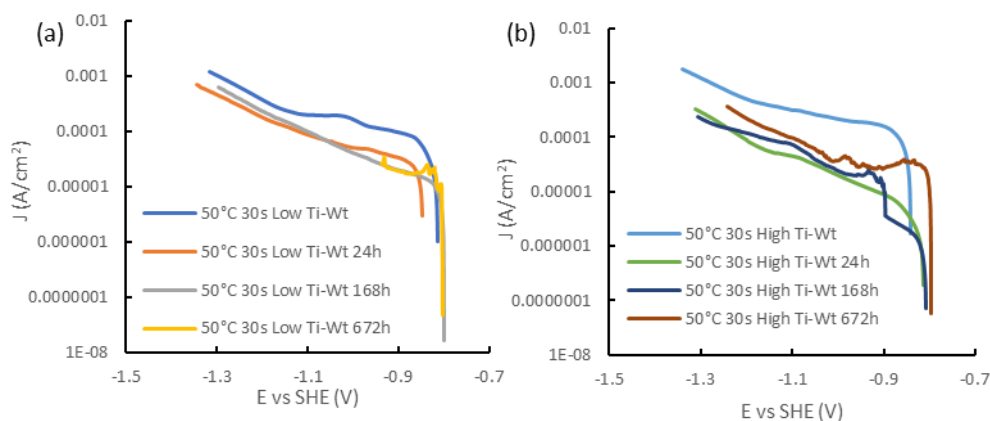 (a)
0.01
0.001
0.0001
0.00001
0.000001
0.0000001
1E-08
J (A/cm²)
50°C 30s Low Ti-Wt
50°C 30s Low Ti-Wt 24h
50°C 30s Low Ti-Wt 168h
50°C 30s Low Ti-Wt 672h
-1.5 -1.3 -1.1 -0.9 -0.7
E vs SHE (V)
(b)
0.01
0.001
0.0001
0.00001
0.000001
0.0000001
1E-08
J (A/cm²)
50°C 30s High Ti-Wt
50°C 30s High Ti-Wt 24h
50°C 30s High Ti-Wt 168h
50°C 30s High Ti-Wt 672h
-1.5 -1.3 -1.1 -0.9 -0.7
E vs SHE (V)